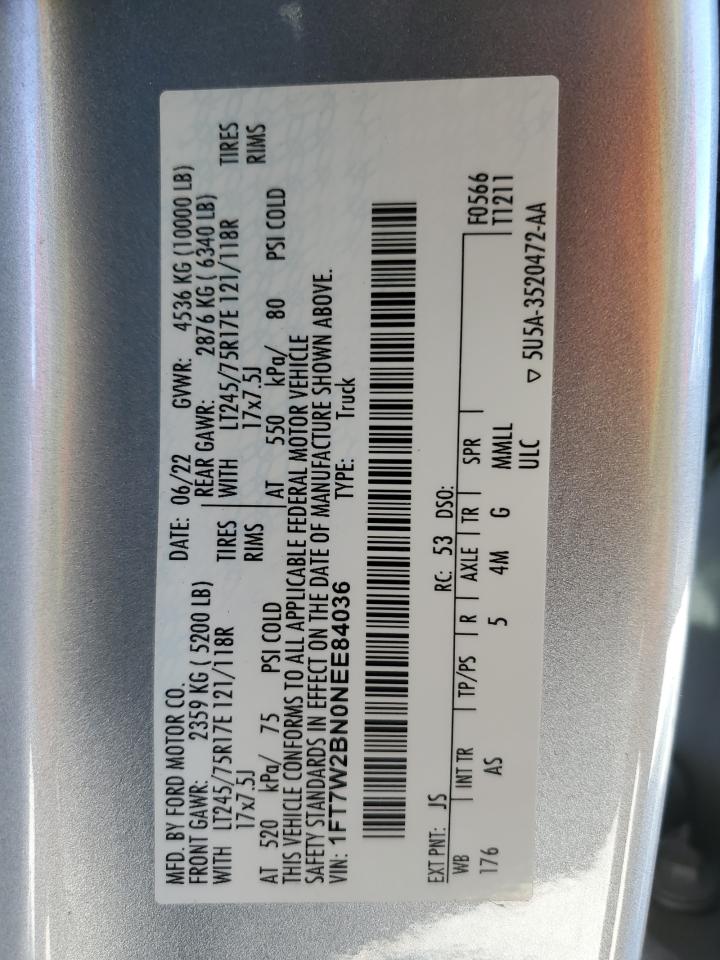 MFD. BY FORD MOTOR CO. DATE: 06/22 GVWR: 4536 KG (10000 LB)
FRONT GAWR: 2359 KG ( 5200 LB) REAR GAWR: 2876 KG ( 6340 LB)
WITH LT245/75R17E 121/118R TIRES WITH LT245/75R17E 121/118R TIRES
17x7.5J RIMS 17x7.5J RIMS
AT 520 kPa/ 75 PSI COLD AT 550 kPa/ 80 PSI COLD
THIS VEHICLE CONFORMS TO ALL APPLICABLE FEDERAL MOTOR VEHICLE
SAFETY STANDARDS IN EFFECT ON THE DATE OF MANUFACTURE SHOWN ABOVE.
VIN: 1FT7W2BN0NEE84036 TYPE: Truck
EXT PNT: JS RC: 53 DSO: F0566
WB INT TR TP/PS R AXLE TR SPR T1211
176 AS 5 4M G MMLL
ULC ▽ 5U5A-3520472-AA